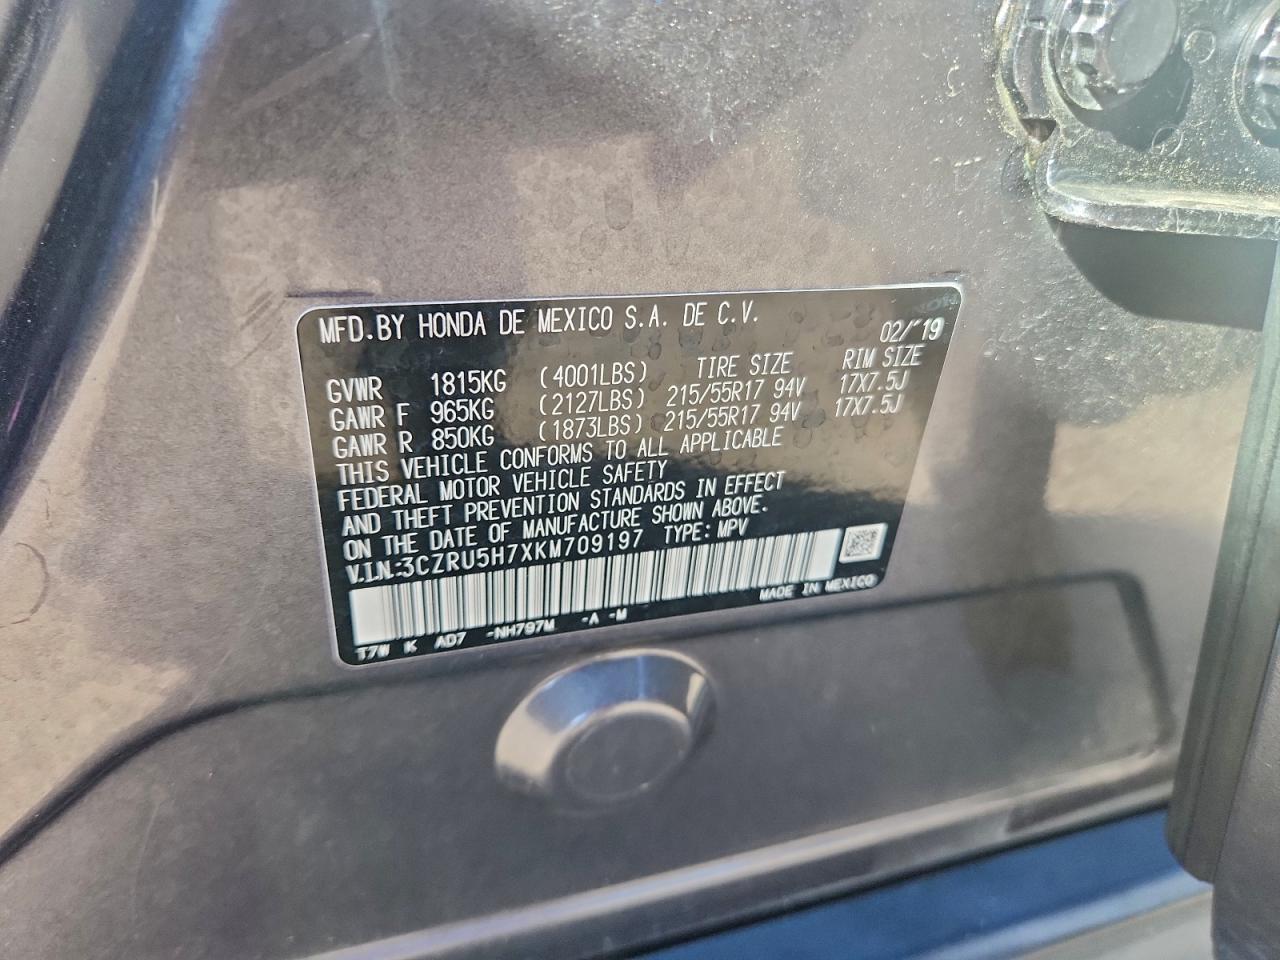 MFD.BY HONDA DE MEXICO S.A. DE C.V.
02/'19
TIRE SIZE RIM SIZE
GVWR 1815KG (4001LBS)
GAWR F 965KG (2127LBS) 215/55R17 94V 17X7.5J
GAWR R 850KG (1873LBS) 215/55R17 94V 17X7.5J
THIS VEHICLE CONFORMS TO ALL APPLICABLE
FEDERAL MOTOR VEHICLE SAFETY
AND THEFT PREVENTION STANDARDS IN EFFECT
ON THE DATE OF MANUFACTURE SHOWN ABOVE.
V.I.N.:3CZRU5H7XKM709197 TYPE: MPV
MADE IN MEXICO
T7W K AD7 -NH797M -A -M